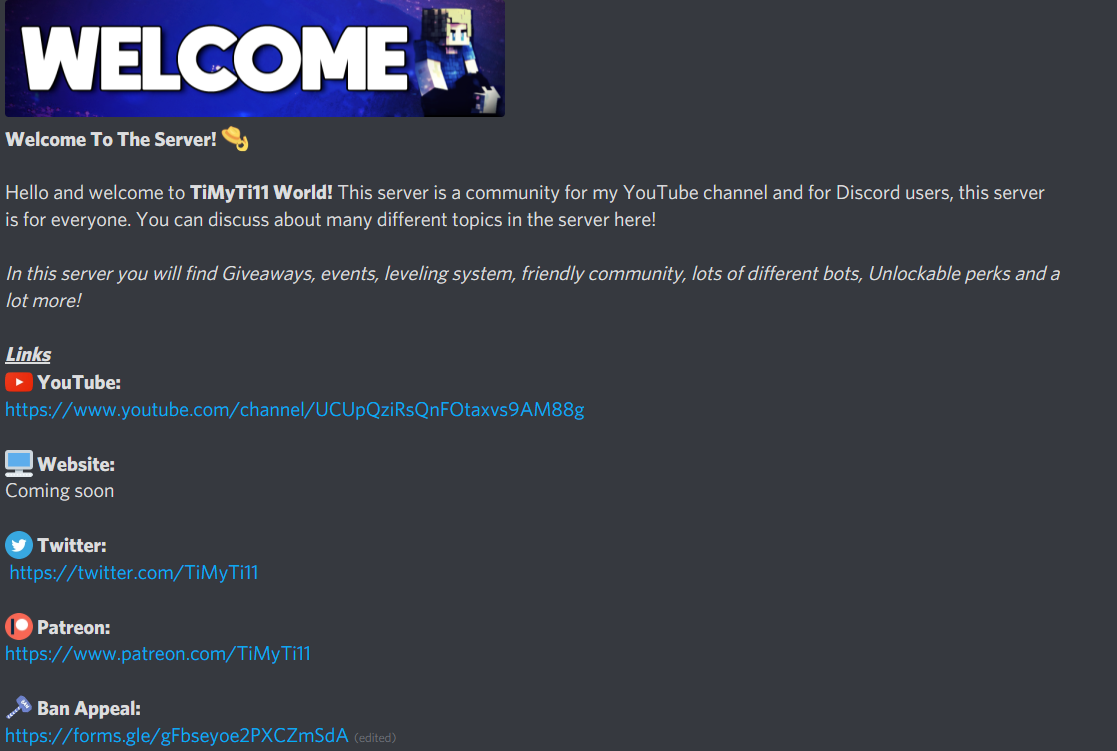 WELCOME
Welcome To The Server!
Hello and welcome to TiMyTi11 World! This server is a community for my YouTube channel and for Discord users, this server
is for everyone. You can discuss about many different topics in the server here!
In this server you will find Giveaways, events, leveling system, friendly community, lots of different bots, Unlockable perks and a
lot more!
Links
YouTube:
https://www.youtube.com/channel/UCUpQziRsQnFOtaxvs9AM88g
Website:
Coming soon
Twitter:
https://twitter.com/TiMyTi11
Patreon:
https://www.patreon.com/TiMyTi11
Ban Appeal:
https://forms.gle/gFbseyoe2PXCZmSdA (edited)